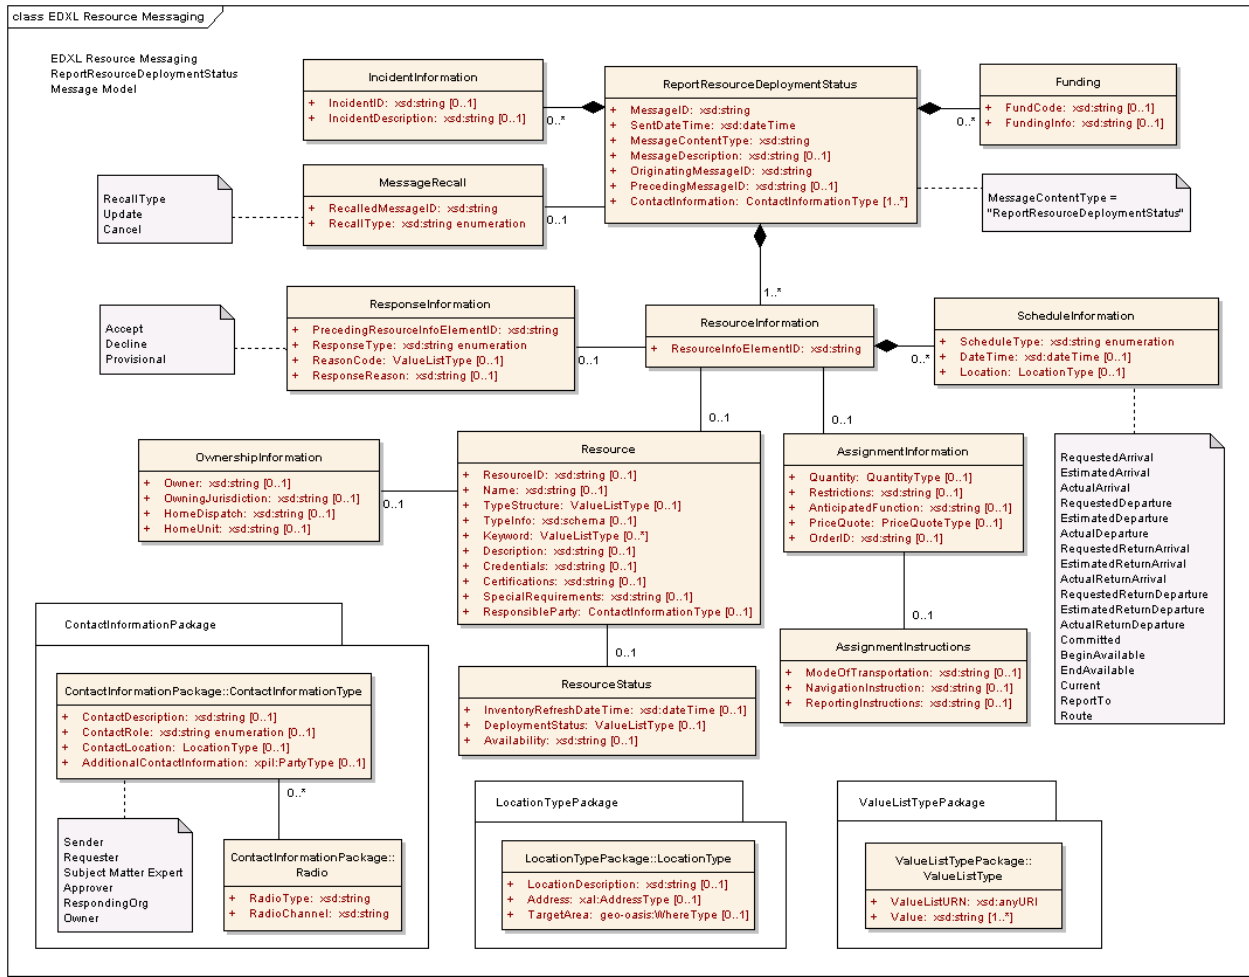 class EDXL Resource Messaging
EDXL Resource Messaging
ReportResourceDeploymentStatus
Message Model
IncidentInformation
+ IncidentID: xsd:string [0..1]
+ IncidentDescription: xsd:string [0..1]
0..*
ReportResourceDeploymentStatus
+ MessageID: xsd:string
+ SentDateTime: xsd:dateTime
+ MessageContentType: xsd:string
+ MessageDescription: xsd:string [0..1]
+ OriginatingMessageID: xsd:string
+ PrecedingMessageID: xsd:string [0..1]
+ ContactInformation: ContactInformationType [1..*]
Funding
+ FundCode: xsd:string [0..1]
+ FundingInfo: xsd:string [0..1]
0..*
RecallType
Update
Cancel
MessageRecall
+ RecalledMessageID: xsd:string
+ RecallType: xsd:string enumeration
0..1
MessageContentType =
"ReportResourceDeploymentStatus"
1..*
Accept
Decline
Provisional
ResponseInformation
+ PrecedingResourceInfoElementID: xsd:string
+ ResponseType: xsd:string enumeration
+ ReasonCode: ValueListType [0..1]
+ ResponseReason: xsd:string [0..1]
0..1
ResourceInformation
+ ResourceInfoElementID: xsd:string
0..*
ScheduleInformation
+ ScheduleType: xsd:string enumeration
+ DateTime: xsd:dateTime [0..1]
+ Location: LocationType [0..1]
0..1
0..1
OwnershipInformation
+ Owner: xsd:string [0..1]
+ OwningJurisdiction: xsd:string [0..1]
+ HomeDispatch: xsd:string [0..1]
+ HomeUnit: xsd:string [0..1]
0..1
Resource
+ ResourceID: xsd:string [0..1]
+ Name: xsd:string [0..1]
+ TypeStructure: ValueListType [0..1]
+ TypeInfo: xsd:schema [0..1]
+ Keyword: ValueListType [0..*]
+ Description: xsd:string [0..1]
+ Credentials: xsd:string [0..1]
+ Certifications: xsd:string [0..1]
+ SpecialRequirements: xsd:string [0..1]
+ ResponsibleParty: ContactInformationType [0..1]
AssignmentInformation
+ Quantity: QuantityType [0..1]
+ Restrictions: xsd:string [0..1]
+ AnticipatedFunction: xsd:string [0..1]
+ PriceQuote: PriceQuoteType [0..1]
+ OrderID: xsd:string [0..1]
RequestedArrival
EstimatedArrival
ActualArrival
RequestedDeparture
EstimatedDeparture
ActualDeparture
RequestedReturnArrival
EstimatedReturnArrival
ActualReturnArrival
RequestedReturnDeparture
EstimatedReturnDeparture
ActualReturnDeparture
Committed
BeginAvailable
EndAvailable
Current
ReportTo
Route
0..1
0..1
ResourceStatus
+ InventoryRefreshDateTime: xsd:dateTime [0..1]
+ DeploymentStatus: ValueListType [0..1]
+ Availability: xsd:string [0..1]
AssignmentInstructions
+ ModeOfTransportation: xsd:string [0..1]
+ NavigationInstruction: xsd:string [0..1]
+ ReportingInstructions: xsd:string [0..1]
ContactInformationPackage
ContactInformationPackage::ContactInformationType
+ ContactDescription: xsd:string [0..1]
+ ContactRole: xsd:string enumeration [0..1]
+ ContactLocation: LocationType [0..1]
+ AdditionalContactInformation: xpil:PartyType [0..1]
0..*
Sender
Requester
Subject Matter Expert
Approver
RespondingOrg
Owner
ContactInformationPackage::
Radio
+ RadioType: xsd:string
+ RadioChannel: xsd:string
LocationTypePackage
LocationTypePackage::LocationType
+ LocationDescription: xsd:string [0..1]
+ Address: xal:AddressType [0..1]
+ TargetArea: geo-oasis:WhereType [0..1]
ValueListTypePackage
ValueListTypePackage::
ValueListType
+ ValueListURN: xsd:anyURI
+ Value: xsd:string [1..*]